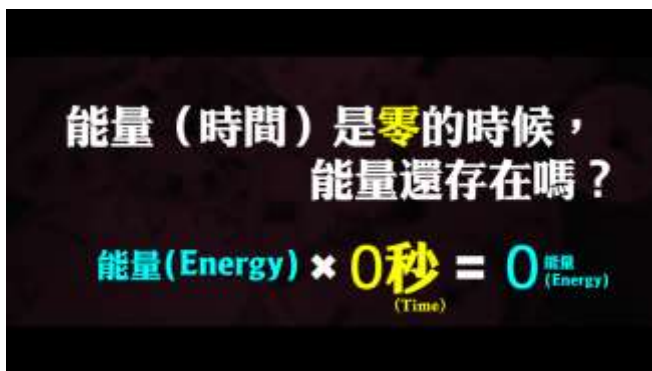 能量（時間）是零的時候，
能量還存在嗎？
能量(Energy) × 0秒 = 0 能量
(Time) (Energy)